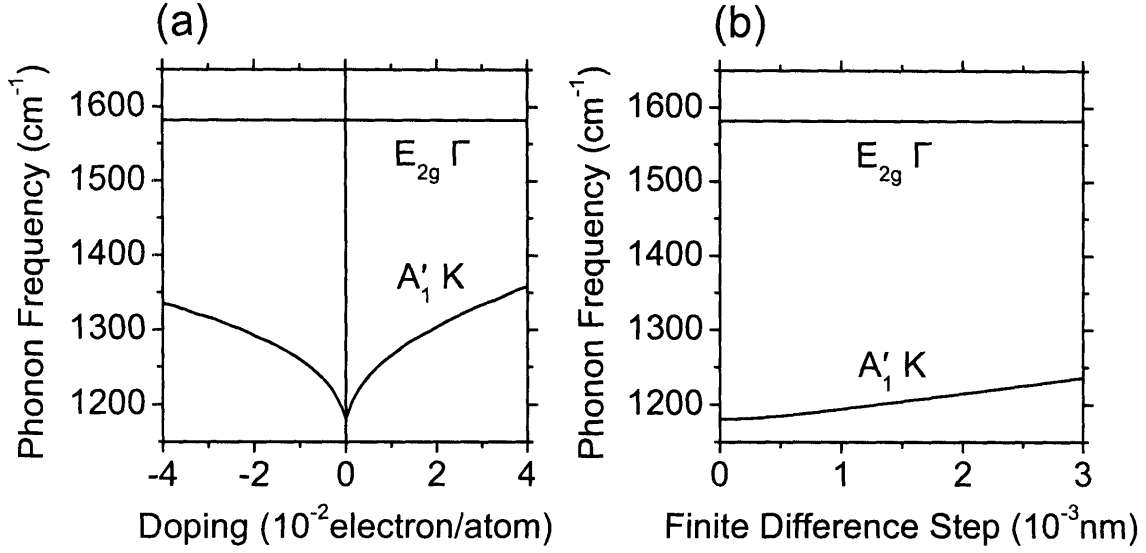 (a)
Phonon Frequency (cm⁻¹)
1600
1500
1400
1300
1200
E₂g Γ
A′₁ K
-4 -2 0 2 4
Doping (10⁻²electron/atom)
(b)
Phonon Frequency (cm⁻¹)
1600
1500
1400
1300
1200
E₂g Γ
A′₁ K
0 1 2 3
Finite Difference Step (10⁻³nm)